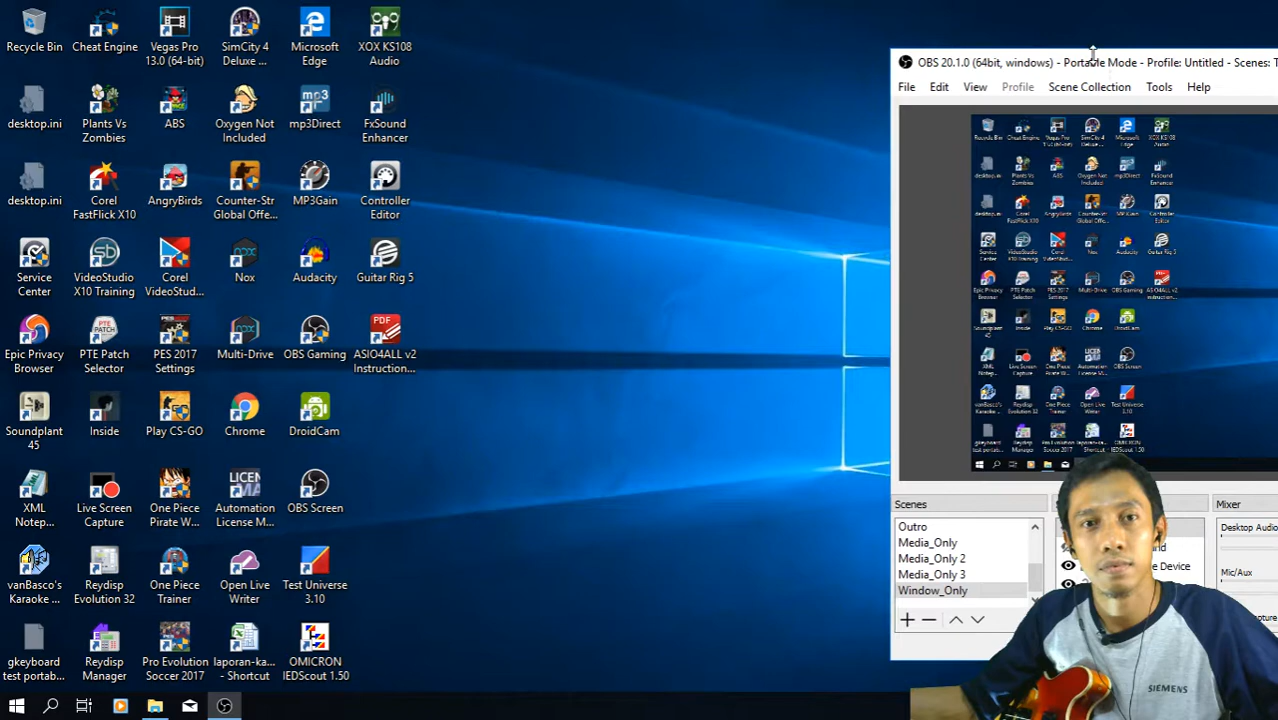 Recycle Bin
Cheat Engine
Vegas Pro
13.0 (64-bit)
SimCity 4
Deluxe ...
Microsoft
Edge
XOX KS108
Audio
desktop.ini
Plants Vs
Zombies
ABS
Oxygen Not
Included
mp3
mp3Direct
FxSound
Enhancer
desktop.ini
Corel
FastFlick X10
AngryBirds
Counter-Str
Global Offe...
MP3Gain
Controller
Editor
Service
Center
VideoStudio
X10 Training
Corel
VideoStud...
Nox
Audacity
Guitar Rig 5
Epic Privacy
Browser
PTE Patch
Selector
PES 2017
Settings
Multi-Drive
OBS Gaming
PDF
ASIO4ALL v2
Instruction...
Soundplant
45
Inside
Play CS-GO
Chrome
DroidCam
XML
Notep...
Live Screen
Capture
One Piece
Pirate W...
LICEN
Automation
License M...
OBS Screen
vanBasco's
Karaoke ...
Reydisp
Evolution 32
One Piece
Trainer
Open Live
Writer
Test Universe
3.10
gkeyboard
test portab...
Reydisp
Manager
Pro Evolution
Soccer 2017
laporan-ka...
- Shortcut
OMICRON
IEDScout 1.50
OBS 20.1.0 (64bit, windows) - Portable Mode - Profile: Untitled - Scenes: T
File Edit View Profile Scene Collection Tools Help
Scenes
Mixer
Outro
Media_Only
Media_Only 2
Media_Only 3
Window_Only
Desktop Audio
Mic/Aux
Device
SIEMENS